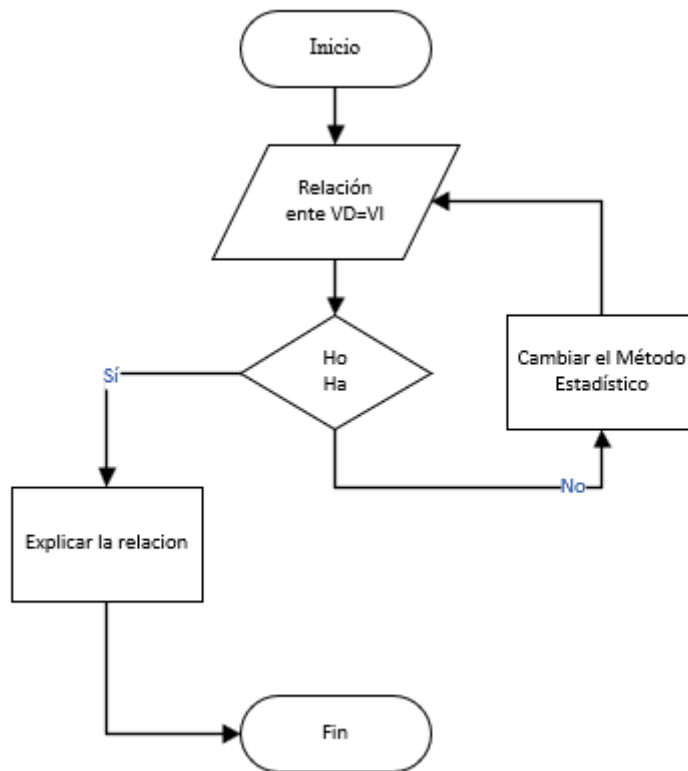 Inicio
Relación
ente VD=VI
Ho
Ha
Cambiar el Método
Estadístico
Sí
No
Explicar la relacion
Fin